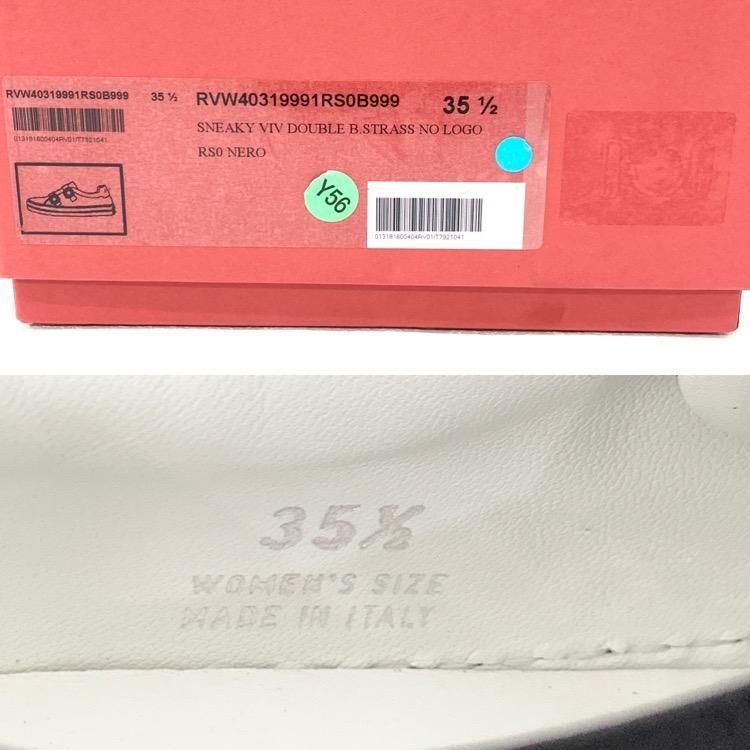 RVW40319991RS0B999 35 ½
RVW40319991RS0B999 35 ½
SNEAKY VIV DOUBLE B.STRASS NO LOGO
RS0 NERO
Y56
35½
WOMEN'S SIZE
MADE IN ITALY